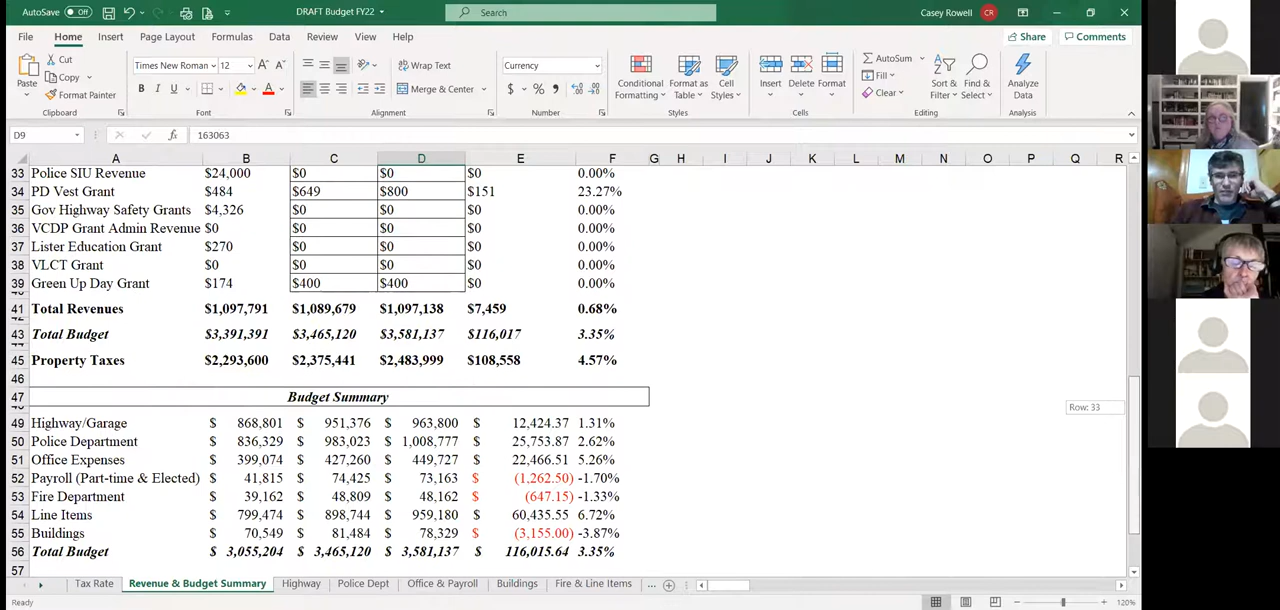 AutoSave Off DRAFT Budget FY22 Search Casey Rowell CR
File Home Insert Page Layout Formulas Data Review View Help Share Comments
Paste Cut Copy Format Painter Times New Roman 12 A A B I U A Wrap Text Merge & Center Currency $ % Conditional Formatting Format as Table Cell Styles Insert Delete Format AutoSum Fill Clear Sort & Filter Find & Select Analyze Data
Clipboard Font Alignment Number Styles Cells Editing Analysis
D9 fx 163063
A B C D E F G H I J K L M N O P Q R
33 Police SIU Revenue $24,000 $0 $0 $0 0.00%
34 PD Vest Grant $484 $649 $800 $151 23.27%
35 Gov Highway Safety Grants $4,326 $0 $0 $0 0.00%
36 VCDP Grant Admin Revenue $0 $0 $0 $0 0.00%
37 Lister Education Grant $270 $0 $0 $0 0.00%
38 VLCT Grant $0 $0 $0 $0 0.00%
39 Green Up Day Grant $174 $400 $400 $0 0.00%
41 Total Revenues $1,097,791 $1,089,679 $1,097,138 $7,459 0.68%
43 Total Budget $3,391,391 $3,465,120 $3,581,137 $116,017 3.35%
45 Property Taxes $2,293,600 $2,375,441 $2,483,999 $108,558 4.57%
46
47 Budget Summary
Row: 33
49 Highway/Garage $ 868,801 $ 951,376 $ 963,800 $ 12,424.37 1.31%
50 Police Department $ 836,329 $ 983,023 $ 1,008,777 $ 25,753.87 2.62%
51 Office Expenses $ 399,074 $ 427,260 $ 449,727 $ 22,466.51 5.26%
52 Payroll (Part-time & Elected) $ 41,815 $ 74,425 $ 73,163 $ (1,262.50) -1.70%
53 Fire Department $ 39,162 $ 48,809 $ 48,162 $ (647.15) -1.33%
54 Line Items $ 799,474 $ 898,744 $ 959,180 $ 60,435.55 6.72%
55 Buildings $ 70,549 $ 81,484 $ 78,329 $ (3,155.00) -3.87%
56 Total Budget $ 3,055,204 $ 3,465,120 $ 3,581,137 $ 116,015.64 3.35%
57
Tax Rate Revenue & Budget Summary Highway Police Dept Office & Payroll Buildings Fire & Line Items ...
Ready 120%